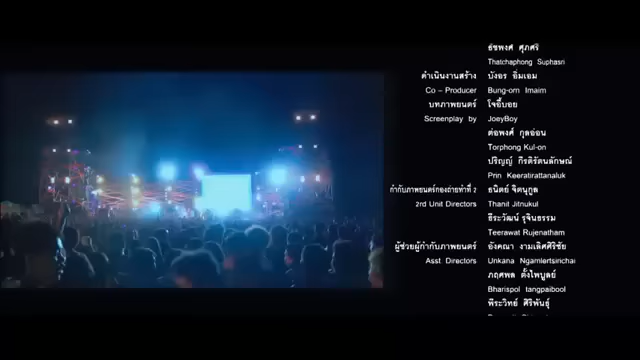 ธัชพงศ์ ศุภศรี
Thatchaphong Suphasri
ดำเนินงานสร้าง บังอร อิ่มเอม
Co – Producer Bung-orn Imaim
บทภาพยนตร์ โจอี้บอย
Screenplay by JoeyBoy
ต่อพงศ์ กุลอ่อน
Torphong Kul-on
ปริญญ์ กีรติรัตนลักษณ์
Prin Keeratirattanaluk
กำกับภาพยนตร์กองถ่ายทำที่ 2 ธนิตย์ จิตนุกูล
2rd Unit Directors Thanit Jitnukul
ธีระวัฒน์ รุจินธรรม
Teerawat Rujenatham
ผู้ช่วยผู้กำกับภาพยนตร์ อังคณา งามเลิศศิริชัย
Asst. Directors Unkana Ngamlertsirichai
ภฤศพล ตั้งไพบูลย์
Bharispol tangpaibool
พีระวิทย์ ศิริพันธุ์